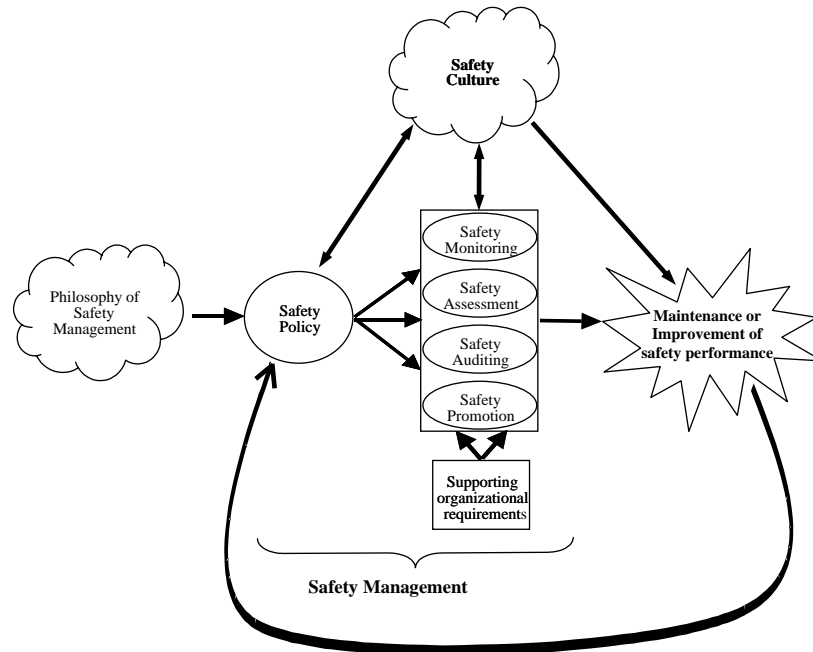 Safety
Culture
Philosophy of
Safety
Management
Safety
Policy
Safety
Monitoring
Safety
Assessment
Safety
Auditing
Safety
Promotion
Maintenance or
Improvement of
safety performance
Supporting
organizational
requirements
Safety Management